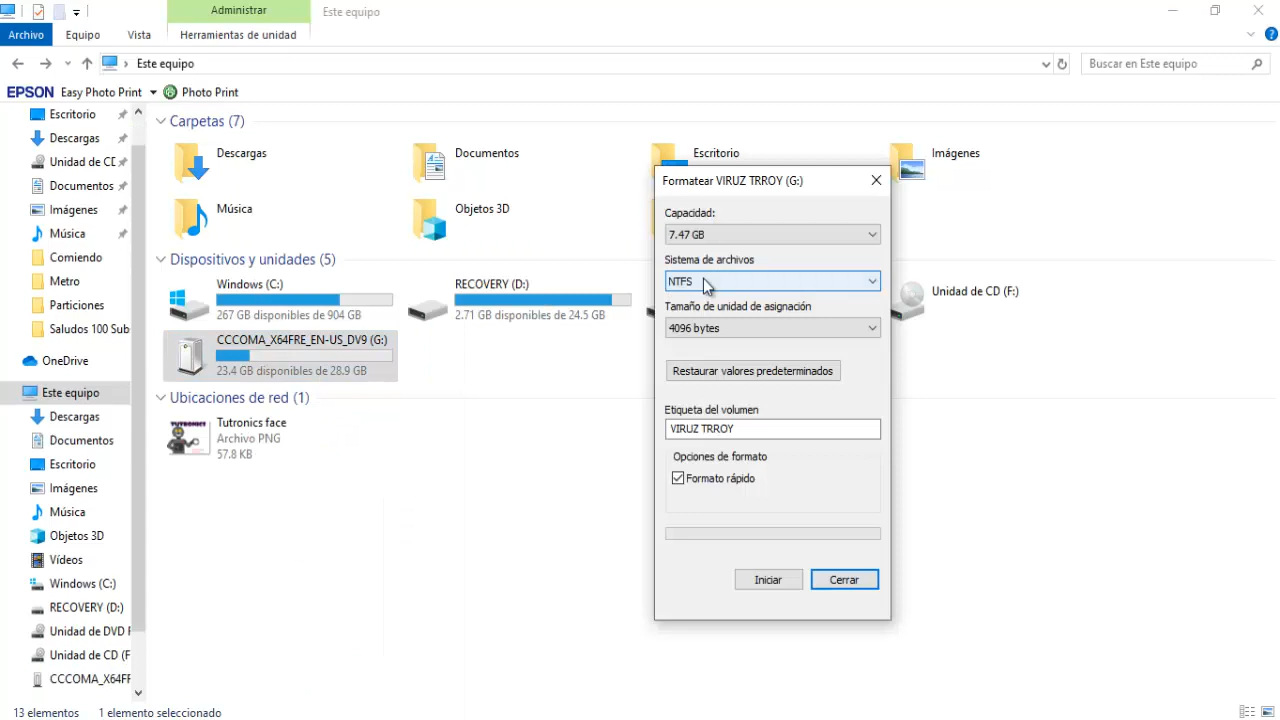 Administrar
Este equipo
Archivo
Equipo
Vista
Herramientas de unidad
Este equipo
Buscar en Este equipo
EPSON Easy Photo Print
Photo Print
Escritorio
Descargas
Unidad de CD
Documentos
Imágenes
Música
Comiendo
Metro
Particiones
Saludos 100 Sub
OneDrive
Este equipo
Descargas
Documentos
Escritorio
Imágenes
Música
Objetos 3D
Vídeos
Windows (C:)
RECOVERY (D:)
Unidad de DVD R
Unidad de CD (F
CCCOMA_X64FR
Carpetas (7)
Descargas
Documentos
Escritorio
Imágenes
Música
Objetos 3D
Dispositivos y unidades (5)
Windows (C:)
267 GB disponibles de 904 GB
RECOVERY (D:)
2.71 GB disponibles de 24.5 GB
Unidad de CD (F:)
CCCOMA_X64FRE_EN-US_DV9 (G:)
23.4 GB disponibles de 28.9 GB
Ubicaciones de red (1)
TUTRONICS
Tutronics face
Archivo PNG
57.8 KB
Formatear VIRUZ TRROY (G:)
Capacidad:
7.47 GB
Sistema de archivos
NTFS
Tamaño de unidad de asignación
4096 bytes
Restaurar valores predeterminados
Etiqueta del volumen
VIRUZ TRROY
Opciones de formato
Formato rápido
Iniciar
Cerrar
13 elementos
1 elemento seleccionado